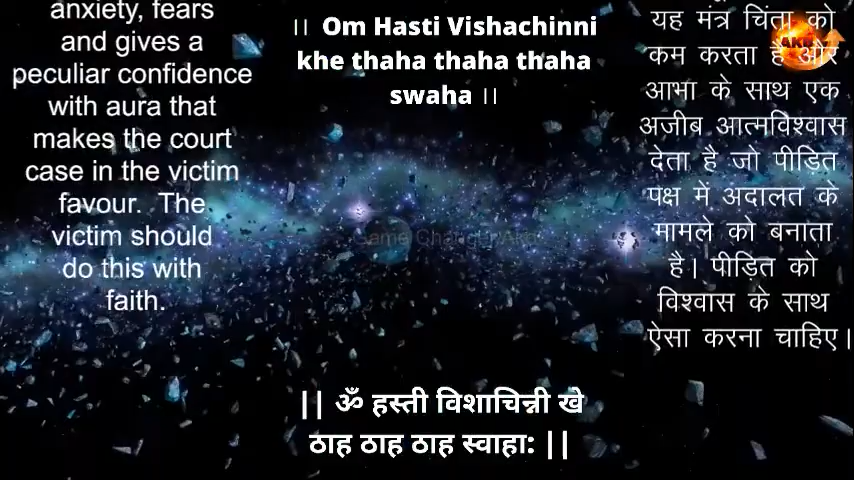 anxiety, fears
and gives a
peculiar confidence
with aura that
makes the court
case in the victim
favour. The
victim should
do this with
faith.
।। Om Hasti Vishachinni
khe thaha thaha thaha
swaha ।।
यह मंत्र चिंता को
कम करता है और
आभा के साथ एक
अजीब आत्मविश्वास
देता है जो पीड़ित
पक्ष में अदालत के
मामले को बनाता
है। पीड़ित को
विश्वास के साथ
ऐसा करना चाहिए।
|| ॐ हस्ती विशाचिन्नी खे
ठाह ठाह ठाह स्वाहा: ||